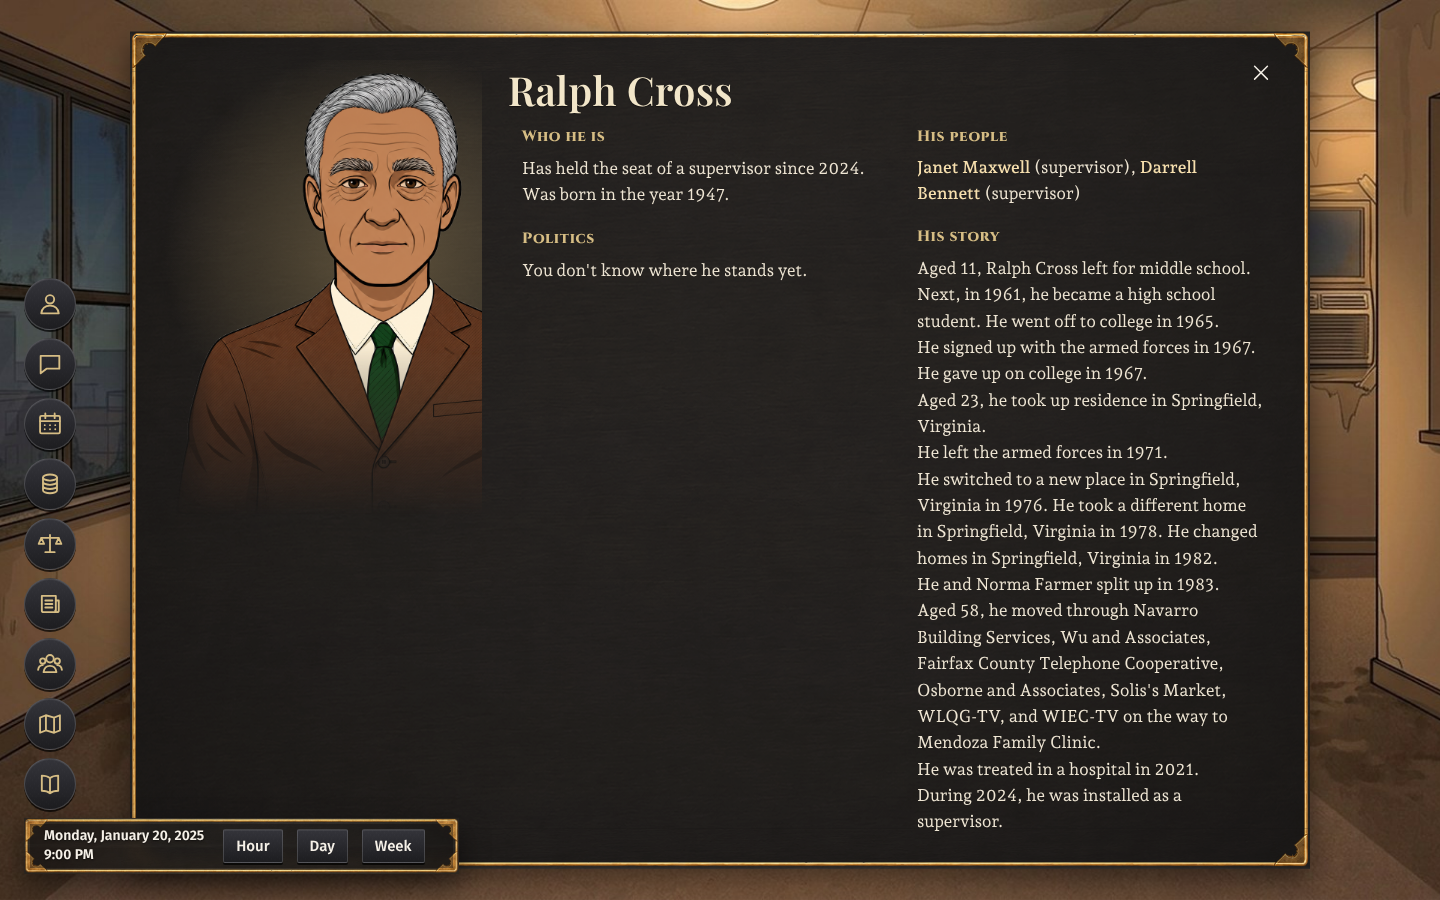 Ralph Cross
Who he is
Has held the seat of a supervisor since 2024.
Was born in the year 1947.
Politics
You don't know where he stands yet.
His people
Janet Maxwell (supervisor), Darrell
Bennett (supervisor)
His story
Aged 11, Ralph Cross left for middle school.
Next, in 1961, he became a high school
student. He went off to college in 1965.
He signed up with the armed forces in 1967.
He gave up on college in 1967.
Aged 23, he took up residence in Springfield,
Virginia.
He left the armed forces in 1971.
He switched to a new place in Springfield,
Virginia in 1976. He took a different home
in Springfield, Virginia in 1978. He changed
homes in Springfield, Virginia in 1982.
He and Norma Farmer split up in 1983.
Aged 58, he moved through Navarro
Building Services, Wu and Associates,
Fairfax County Telephone Cooperative,
Osborne and Associates, Solis's Market,
WLQG-TV, and WIEC-TV on the way to
Mendoza Family Clinic.
He was treated in a hospital in 2021.
During 2024, he was installed as a
supervisor.
Monday, January 20, 2025
9:00 PM
Hour
Day
Week